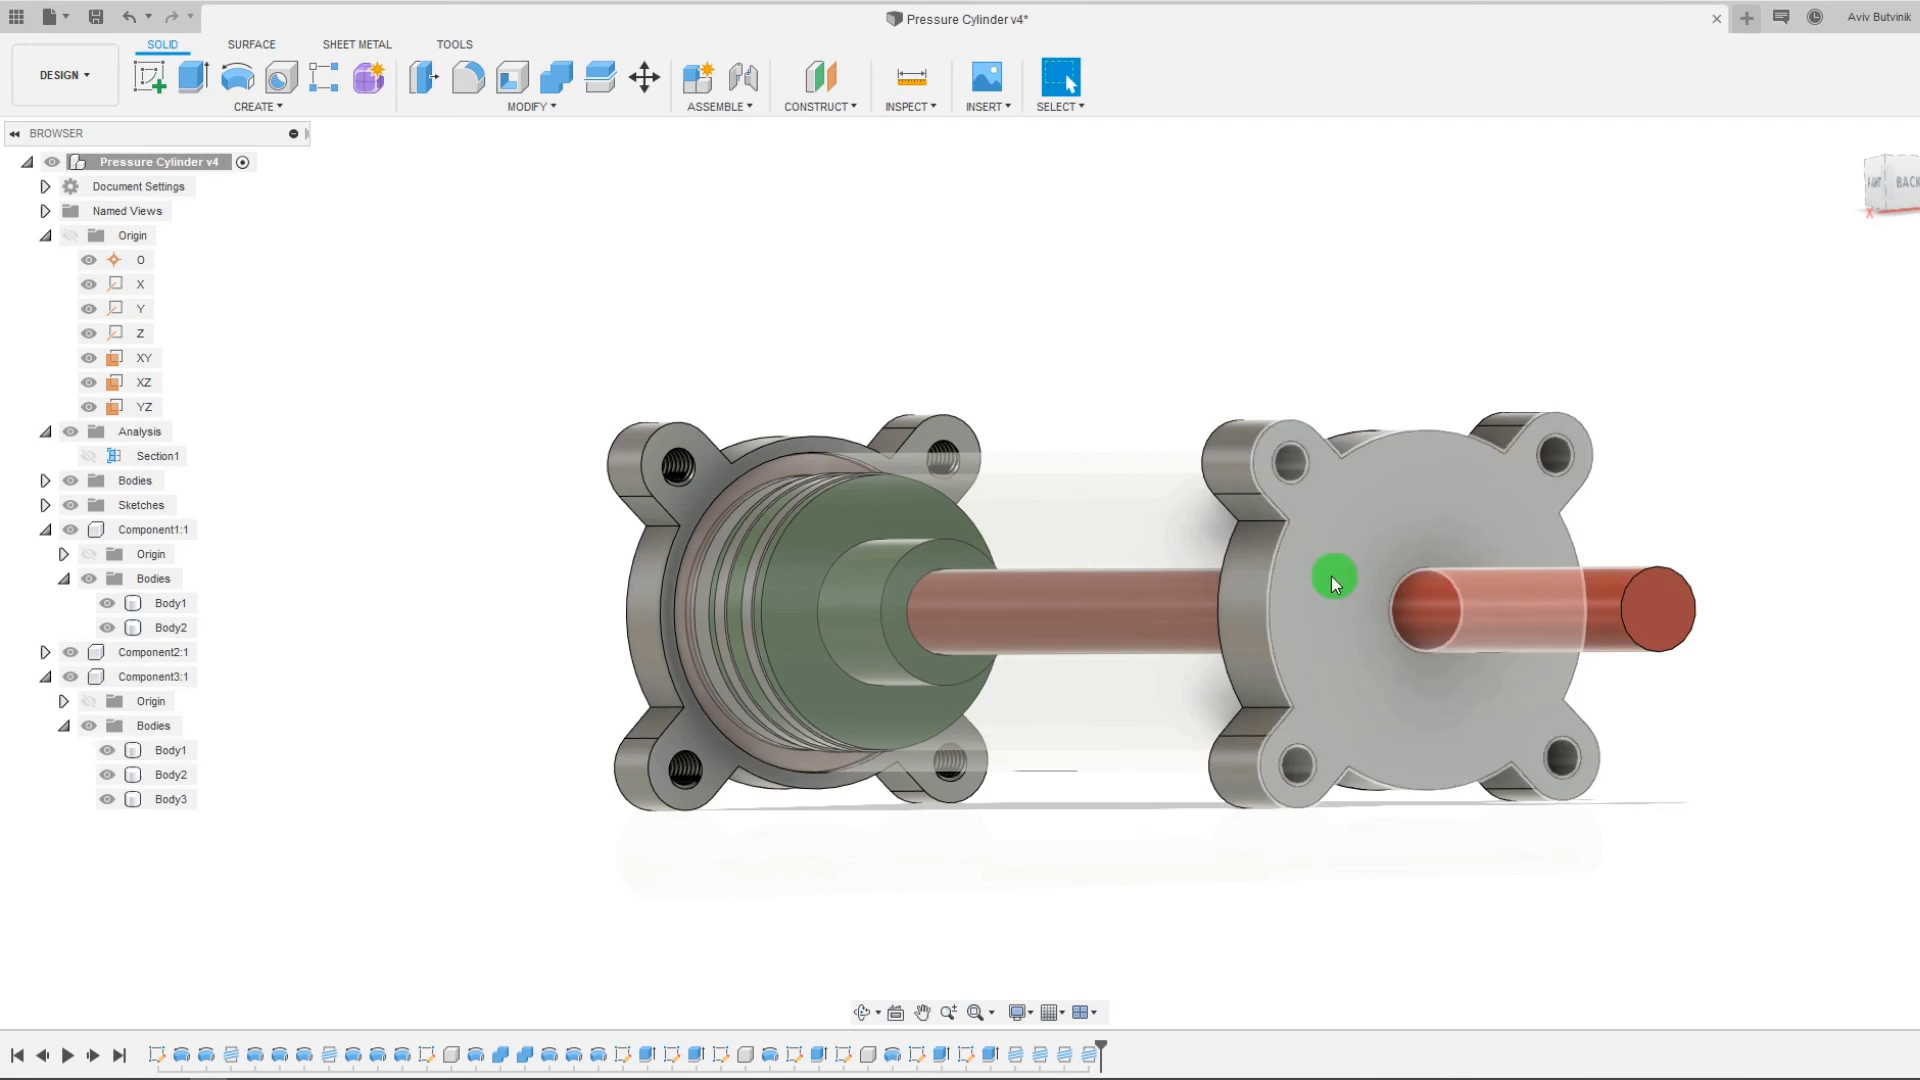 Pressure Cylinder v4*
Aviv Butvinik
SOLID
SURFACE
SHEET METAL
TOOLS
DESIGN
CREATE
MODIFY
ASSEMBLE
CONSTRUCT
INSPECT
INSERT
SELECT
BROWSER
Pressure Cylinder v4
Document Settings
Named Views
Origin
O
X
Y
Z
XY
XZ
YZ
Analysis
Section1
Bodies
Sketches
Component1:1
Origin
Bodies
Body1
Body2
Component2:1
Component3:1
Origin
Bodies
Body1
Body2
Body3
BACK
X